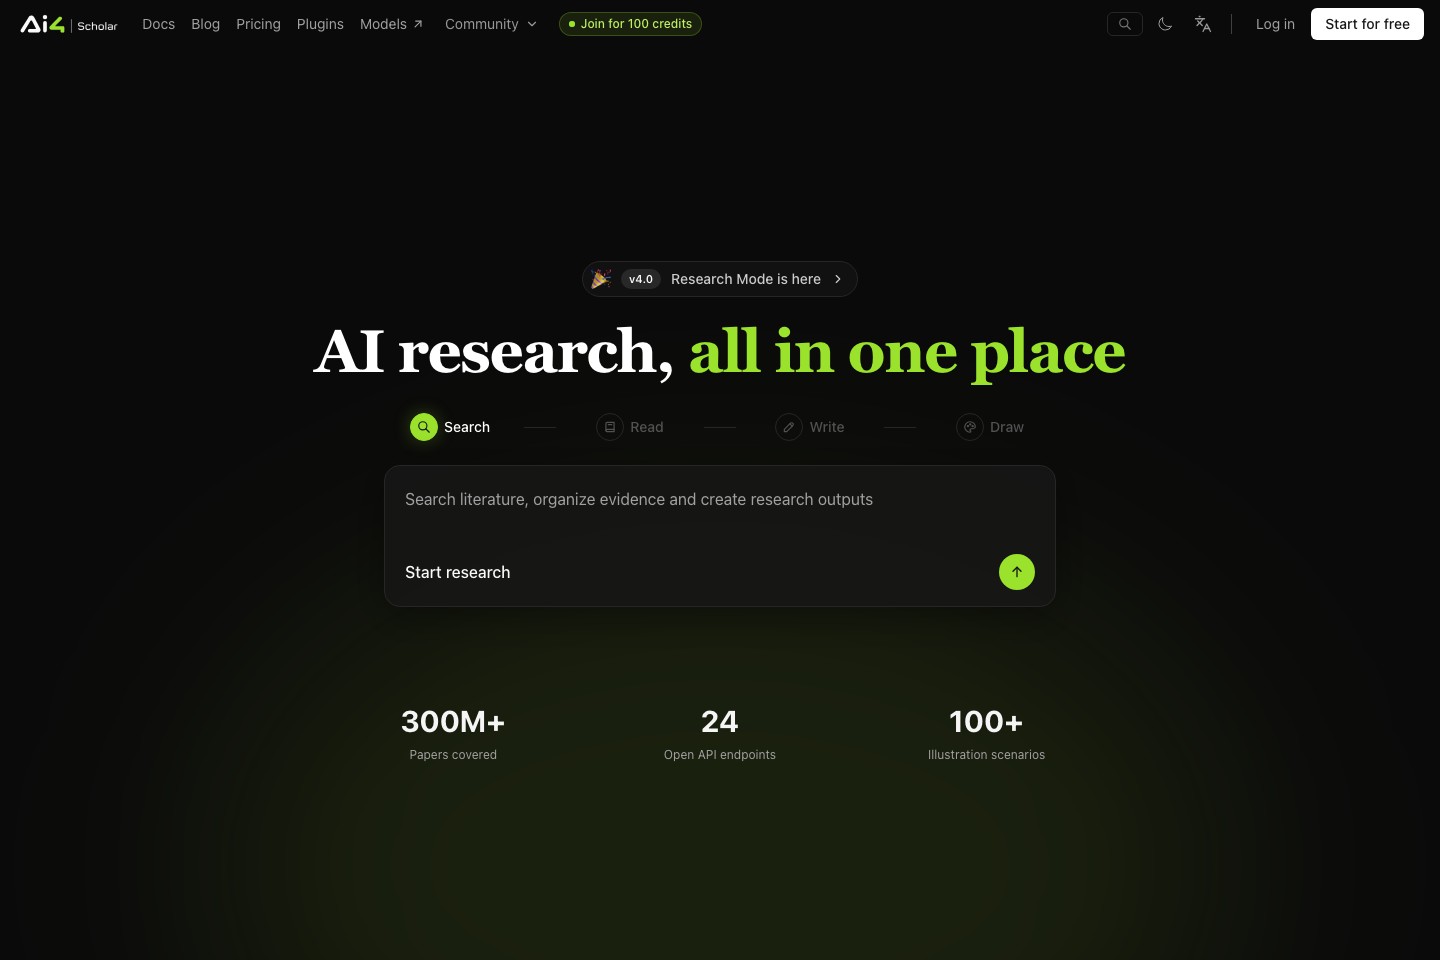 Ai4 | Scholar Docs Blog Pricing Plugins Models Community Join for 100 credits Log in Start for free
v4.0 Research Mode is here
AI research, all in one place
Search Read Write Draw
Search literature, organize evidence and create research outputs
Start research
300M+ 24 100+
Papers covered Open API endpoints Illustration scenarios